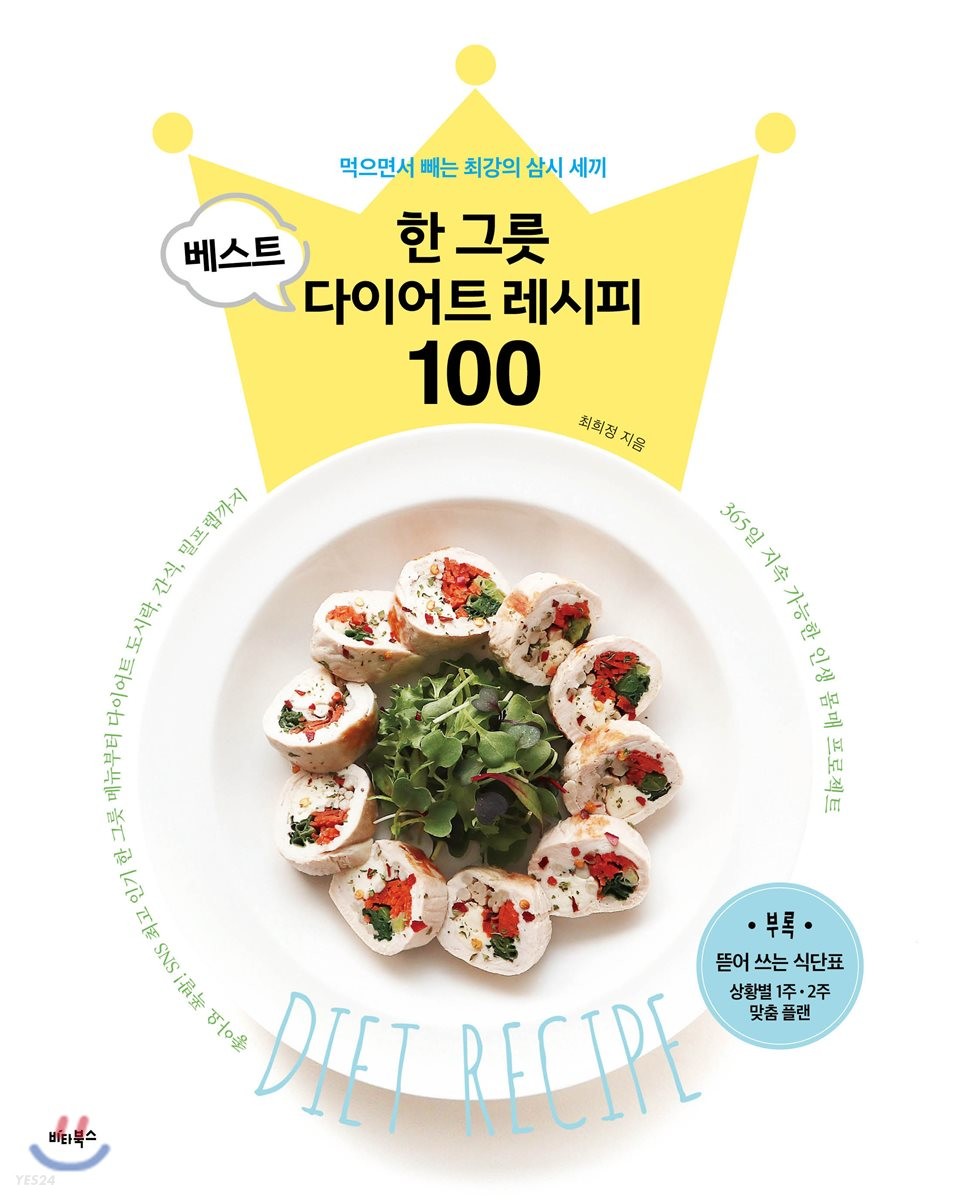 먹으면서 빼는 최강의 삼시 세끼
베스트
한 그릇
다이어트 레시피
100
최희정 지음
좋아요 폭발! SNS 최고 인기 한 그릇 메뉴부터 다이어트 도시락, 간식, 밀프렙까지
365일 지속 가능한 인생 몸매 프로젝트
• 부록 •
뜯어 쓰는 식단표
상황별 1주·2주
맞춤 플랜
DIET RECIPE
비타북스
YES24